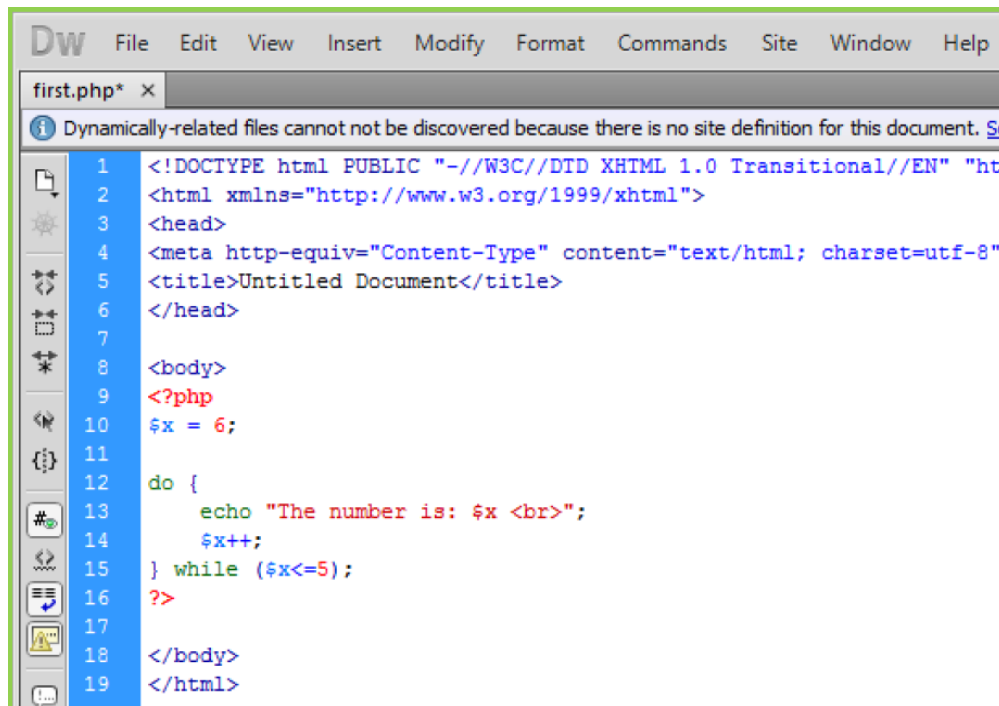 Dw File Edit View Insert Modify Format Commands Site Window Help
first.php* ×
Dynamically-related files cannot not be discovered because there is no site definition for this document.
1 <!DOCTYPE html PUBLIC "-//W3C//DTD XHTML 1.0 Transitional//EN" "ht
2 <html xmlns="http://www.w3.org/1999/xhtml">
3 <head>
4 <meta http-equiv="Content-Type" content="text/html; charset=utf-8"
5 <title>Untitled Document</title>
6 </head>
7
8 <body>
9 <?php
10 $x = 6;
11
12 do {
13     echo "The number is: $x <br>";
14     $x++;
15 } while ($x<=5);
16 ?>
17
18 </body>
19 </html>